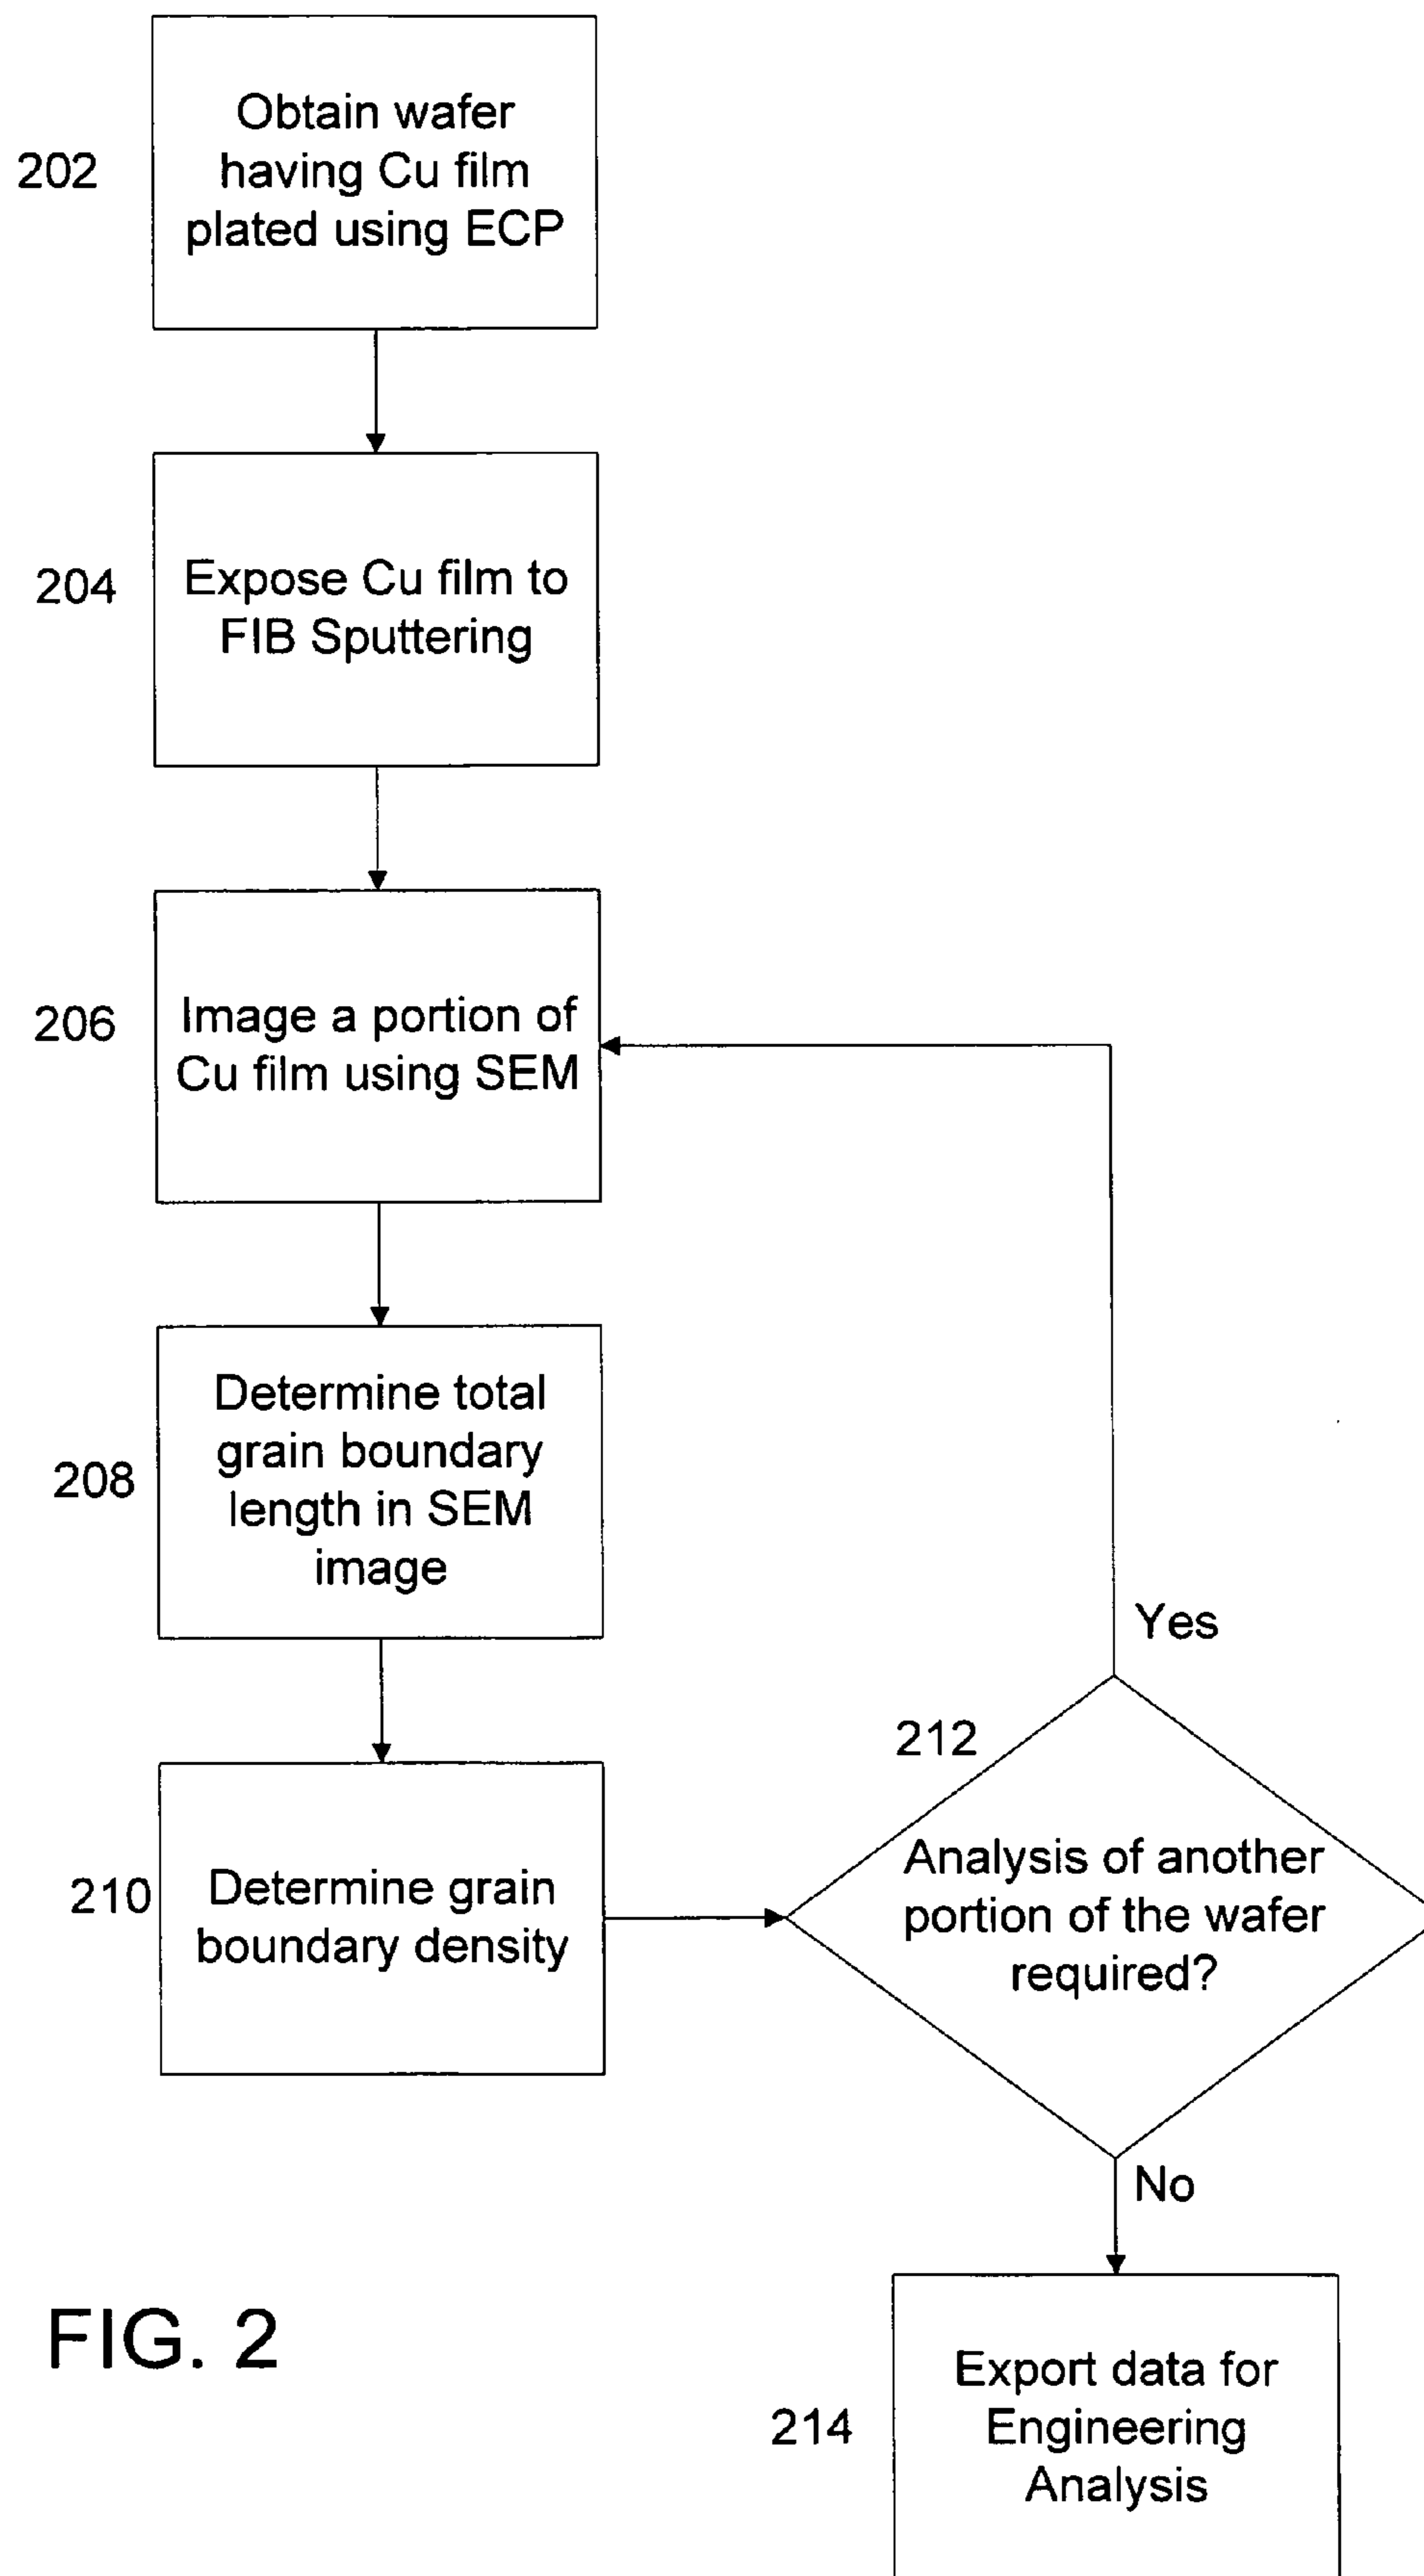 202
Obtain wafer
having Cu film
plated using ECP
204
Expose Cu film to
FIB Sputtering
206
Image a portion of
Cu film using SEM
208
Determine total
grain boundary
length in SEM
image
Yes
212
210
Determine grain
boundary density
Analysis of another
portion of the wafer
required?
No
FIG. 2
214
Export data for
Engineering
Analysis